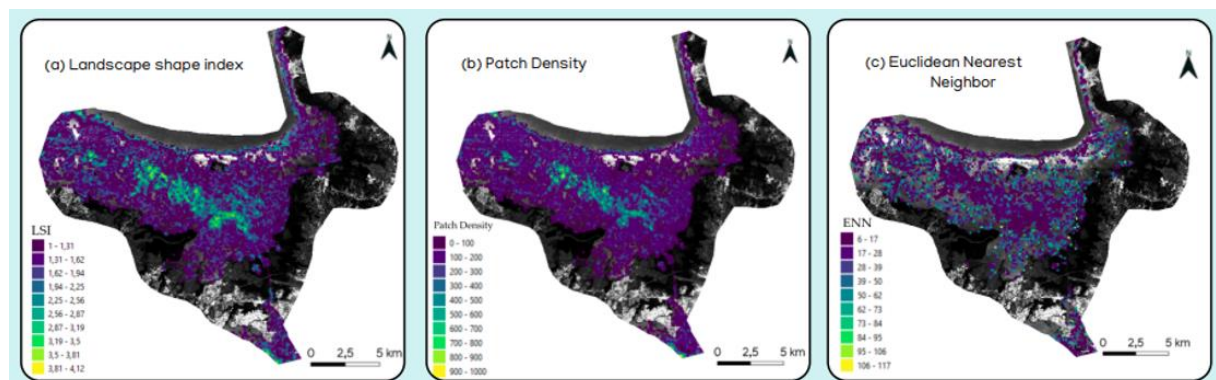 (a) Landscape shape index
N
LSI
1 - 1,31
1,31 - 1,62
1,62 - 1,94
1,94 - 2,25
2,25 - 2,56
2,56 - 2,87
2,87 - 3,19
3,19 - 3,5
3,5 - 3,81
3,81 - 4,12
0 2,5 5 km
(b) Patch Density
N
Patch Density
0 - 100
100 - 200
200 - 300
300 - 400
400 - 500
500 - 600
600 - 700
700 - 800
800 - 900
900 - 1000
0 2,5 5 km
(c) Euclidean Nearest
Neighbor
N
ENN
6 - 17
17 - 28
28 - 39
39 - 50
50 - 62
62 - 73
73 - 84
84 - 95
95 - 106
106 - 117
0 2,5 5 km